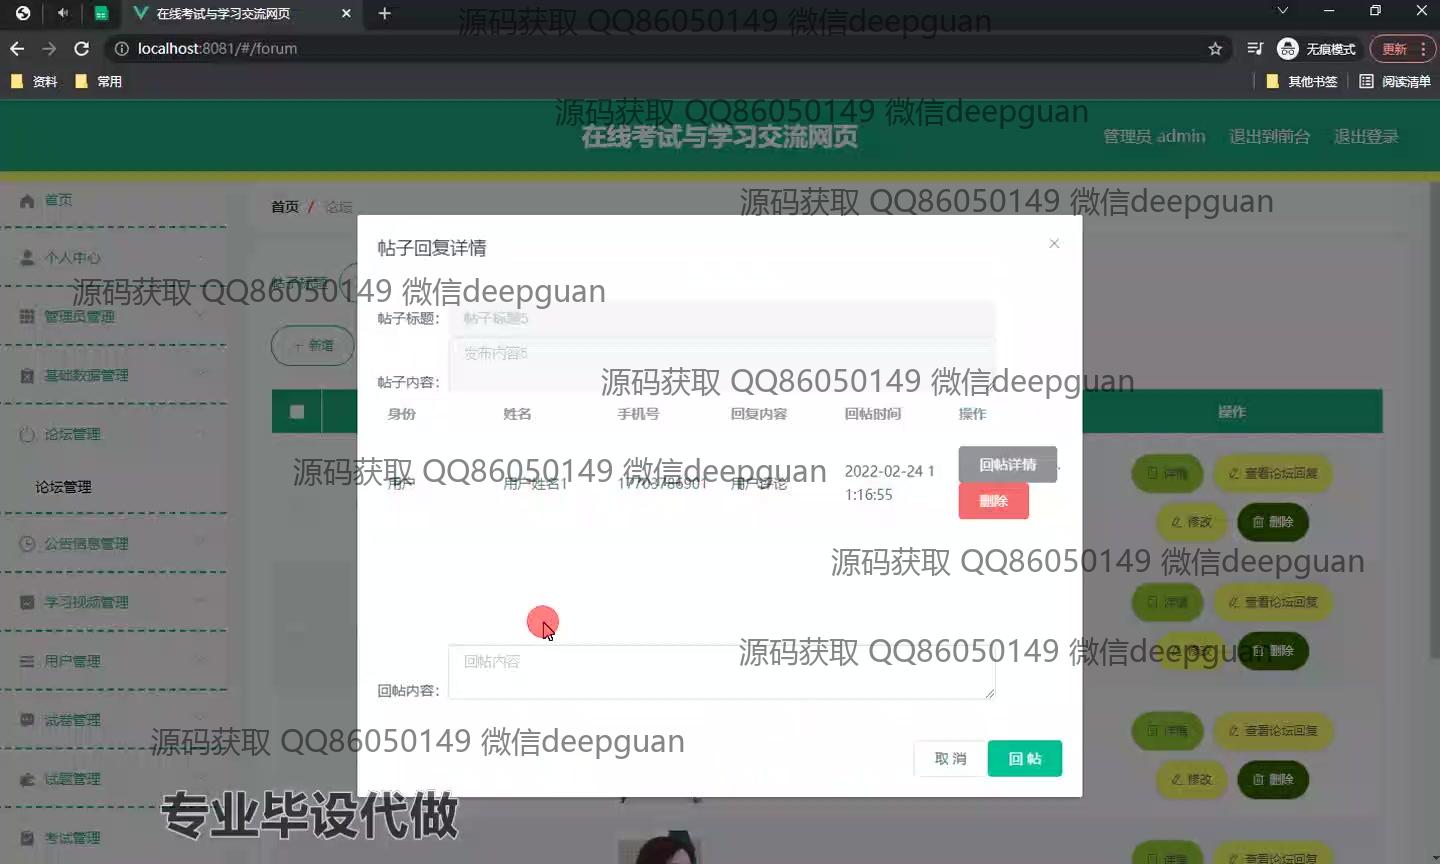 在线考试与学习交流网页
localhost:8081/#/forum
无痕模式
更新
资料
常用
其他书签
阅读清单
源码获取 QQ86050149 微信deepguan
源码获取 QQ86050149 微信deepguan
在线考试与学习交流网页
管理员 admin
退出到前台
退出登录
源码获取 QQ86050149 微信deepguan
首页
首页 / 论坛
个人中心
帖子回复详情
帖子标题
源码获取 QQ86050149 微信deepguan
管理员管理
帖子标题：
帖子标题5
+ 新增
发布内容5
基础数据管理
帖子内容：
源码获取 QQ86050149 微信deepguan
身份 姓名 手机号 回复内容 回帖时间 操作
操作
论坛管理
源码获取 QQ86050149 微信deepguan
用户 用户姓名1 17703786901 用户评论 2022-02-24 1
1:16:55
回帖详情
删除
详情
查看论坛回复
论坛管理
修改
删除
公告信息管理
源码获取 QQ86050149 微信deepguan
学习视频管理
详情
查看论坛回复
用户管理
回帖内容
源码获取 QQ86050149 微信deepguan
修改
删除
回帖内容：
试卷管理
详情
查看论坛回复
源码获取 QQ86050149 微信deepguan
取 消
回 帖
试题管理
修改
删除
专业毕设代做
考试管理
详情
查看论坛回复